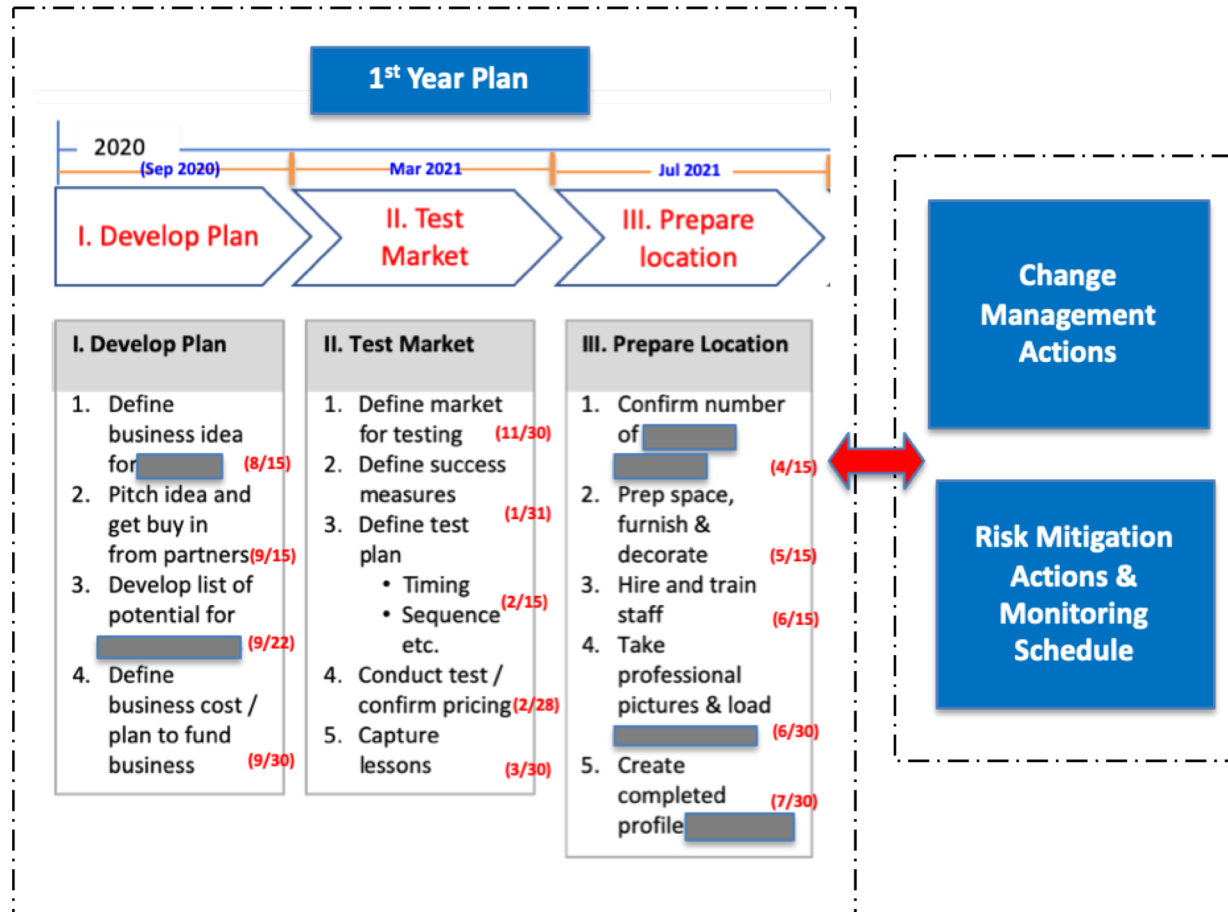 1st Year Plan
2020
(Sep 2020)
Mar 2021
Jul 2021
I. Develop Plan
II. Test
Market
III. Prepare
location
I. Develop Plan
1. Define
business idea
for (8/15)
2. Pitch idea and
get buy in
from partners (9/15)
3. Develop list of
potential for
(9/22)
4. Define
business cost /
plan to fund
business (9/30)
II. Test Market
1. Define market
for testing (11/30)
2. Define success
measures
(1/31)
3. Define test
plan
• Timing
(2/15)
• Sequence
etc.
4. Conduct test /
confirm pricing (2/28)
5. Capture
lessons (3/30)
III. Prepare Location
1. Confirm number
of
(4/15)
2. Prep space,
furnish &
decorate (5/15)
3. Hire and train
staff (6/15)
4. Take
professional
pictures & load
(6/30)
5. Create
completed (7/30)
profile
Change
Management
Actions
Risk Mitigation
Actions &
Monitoring
Schedule